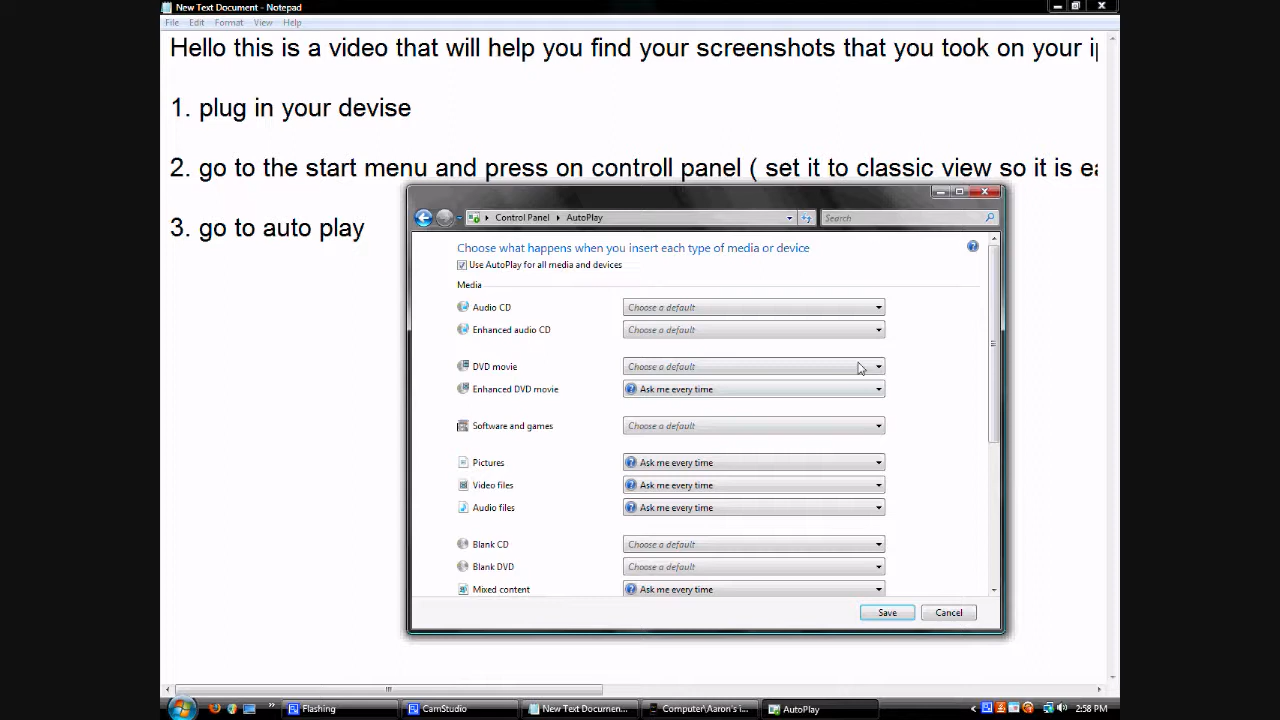 New Text Document - Notepad
File Edit Format View Help
Hello this is a video that will help you find your screenshots that you took on your
1. plug in your devise
2. go to the start menu and press on controll panel ( set it to classic view so it is
3. go to auto play
Control Panel AutoPlay
Search
Choose what happens when you insert each type of media or device
Use AutoPlay for all media and devices
Media
Audio CD Choose a default
Enhanced audio CD Choose a default
DVD movie Choose a default
Enhanced DVD movie Ask me every time
Software and games Choose a default
Pictures Ask me every time
Video files Ask me every time
Audio files Ask me every time
Blank CD Choose a default
Blank DVD Choose a default
Mixed content Ask me every time
Save Cancel
Flashing CamStudio New Text Documen... Computer\Aaron's i... AutoPlay 2:58 PM